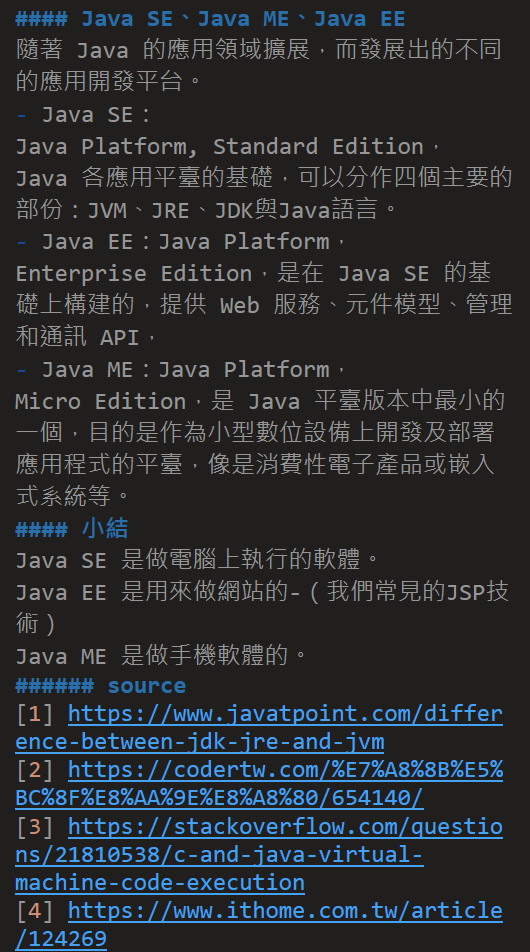 #### Java SE、Java ME、Java EE
隨著 Java 的應用領域擴展，而發展出的不同
的應用開發平台。
- Java SE：
Java Platform, Standard Edition，
Java 各應用平臺的基礎，可以分作四個主要的
部份：JVM、JRE、JDK與Java語言。
- Java EE：Java Platform，
Enterprise Edition，是在 Java SE 的基
礎上構建的，提供 Web 服務、元件模型、管理
和通訊 API，
- Java ME：Java Platform，
Micro Edition，是 Java 平臺版本中最小的
一個，目的是作為小型數位設備上開發及部署
應用程式的平臺，像是消費性電子產品或嵌入
式系統等。
#### 小結
Java SE 是做電腦上執行的軟體。
Java EE 是用來做網站的-（我們常見的JSP技
術）
Java ME 是做手機軟體的。
###### source
[1] https://www.javatpoint.com/differ
ence-between-jdk-jre-and-jvm
[2] https://codertw.com/%E7%A8%8B%E5%
BC%8F%E8%AA%9E%E8%A8%80/654140/
[3] https://stackoverflow.com/questio
ns/21810538/c-and-java-virtual-
machine-code-execution
[4] https://www.ithome.com.tw/article
/124269